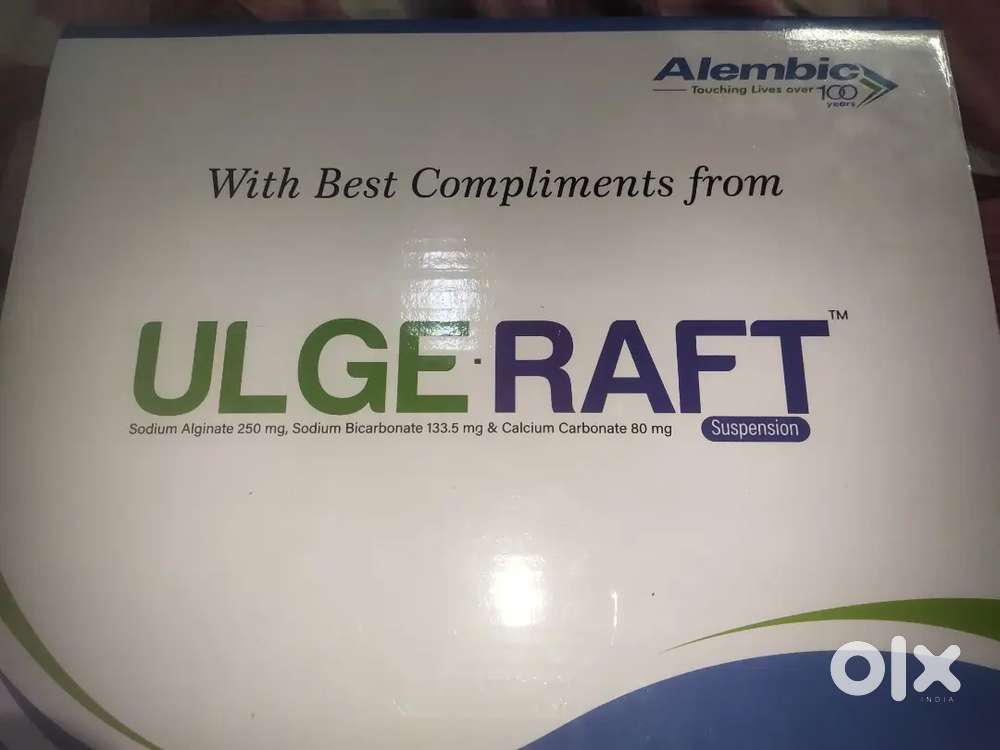 Alembic
Touching Lives over 100 years
With Best Compliments from
ULGE·RAFT™
Sodium Alginate 250 mg, Sodium Bicarbonate 133.5 mg & Calcium Carbonate 80 mg
Suspension
olx
INDIA